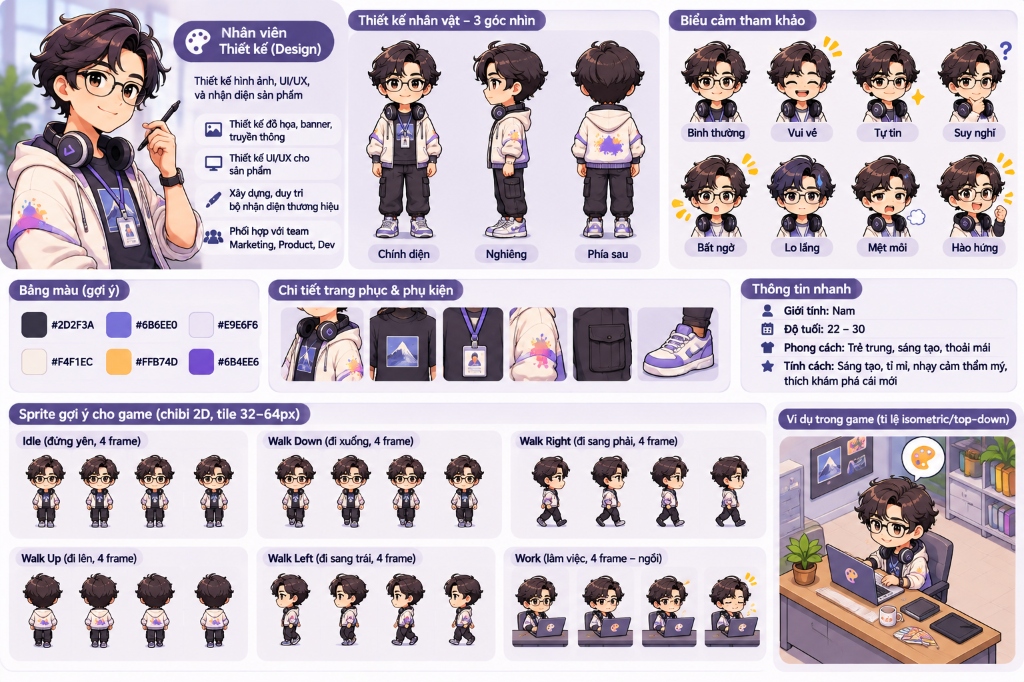 Nhân viên
Thiết kế (Design)
Thiết kế hình ảnh, UI/UX,
và nhận diện sản phẩm
Thiết kế đồ họa, banner,
truyền thông
Thiết kế UI/UX cho
sản phẩm
Xây dựng, duy trì
bộ nhận diện thương hiệu
Phối hợp với team
Marketing, Product, Dev
Thiết kế nhân vật – 3 góc nhìn
Chính diện
Nghiêng
Phía sau
Biểu cảm tham khảo
?
Bình thường
Vui vẻ
Tự tin
Suy nghĩ
Bất ngờ
Lo lắng
Mệt mỏi
Hào hứng
Bảng màu (gợi ý)
#2D2F3A
#6B6EE0
#E9E6F6
#F4F1EC
#FFB74D
#6B4EE6
Chi tiết trang phục & phụ kiện
Thông tin nhanh
Giới tính: Nam
Độ tuổi: 22 – 30
Phong cách: Trẻ trung, sáng tạo, thoải mái
Tính cách: Sáng tạo, tỉ mỉ, nhạy cảm thẩm mỹ,
thích khám phá cái mới
Sprite gợi ý cho game (chibi 2D, tile 32–64px)
Idle (đứng yên, 4 frame)
Walk Down (đi xuống, 4 frame)
Walk Right (đi sang phải, 4 frame)
Walk Up (đi lên, 4 frame)
Walk Left (đi sang trái, 4 frame)
Work (làm việc, 4 frame – ngồi)
Ví dụ trong game (tỉ lệ isometric/top-down)